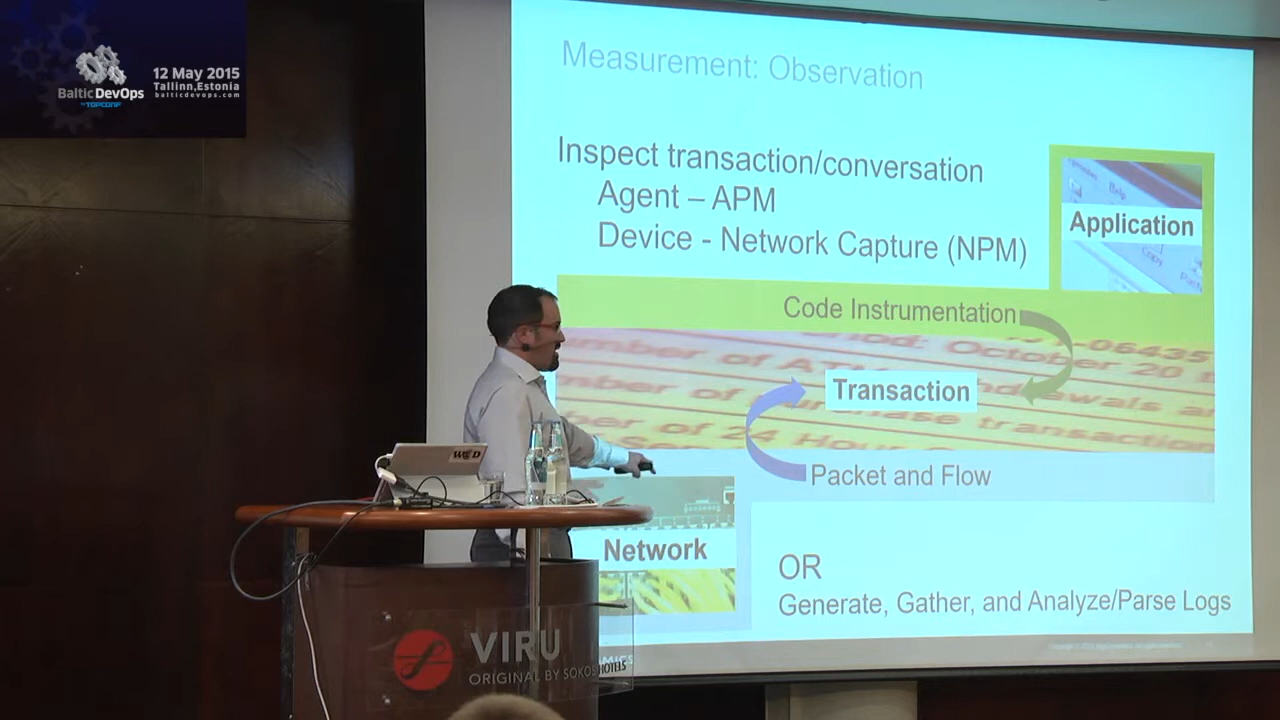 12 May 2015
Tallinn,Estonia
balticdevops.com
BalticDevOps
by TOPCONF
Measurement: Observation
Inspect transaction/conversation
Agent – APM
Device - Network Capture (NPM)
Application
Code Instrumentation
Transaction
Packet and Flow
Network
OR
Generate, Gather, and Analyze/Parse Logs
VIRU
ORIGINAL BY SOKOS HOTELS